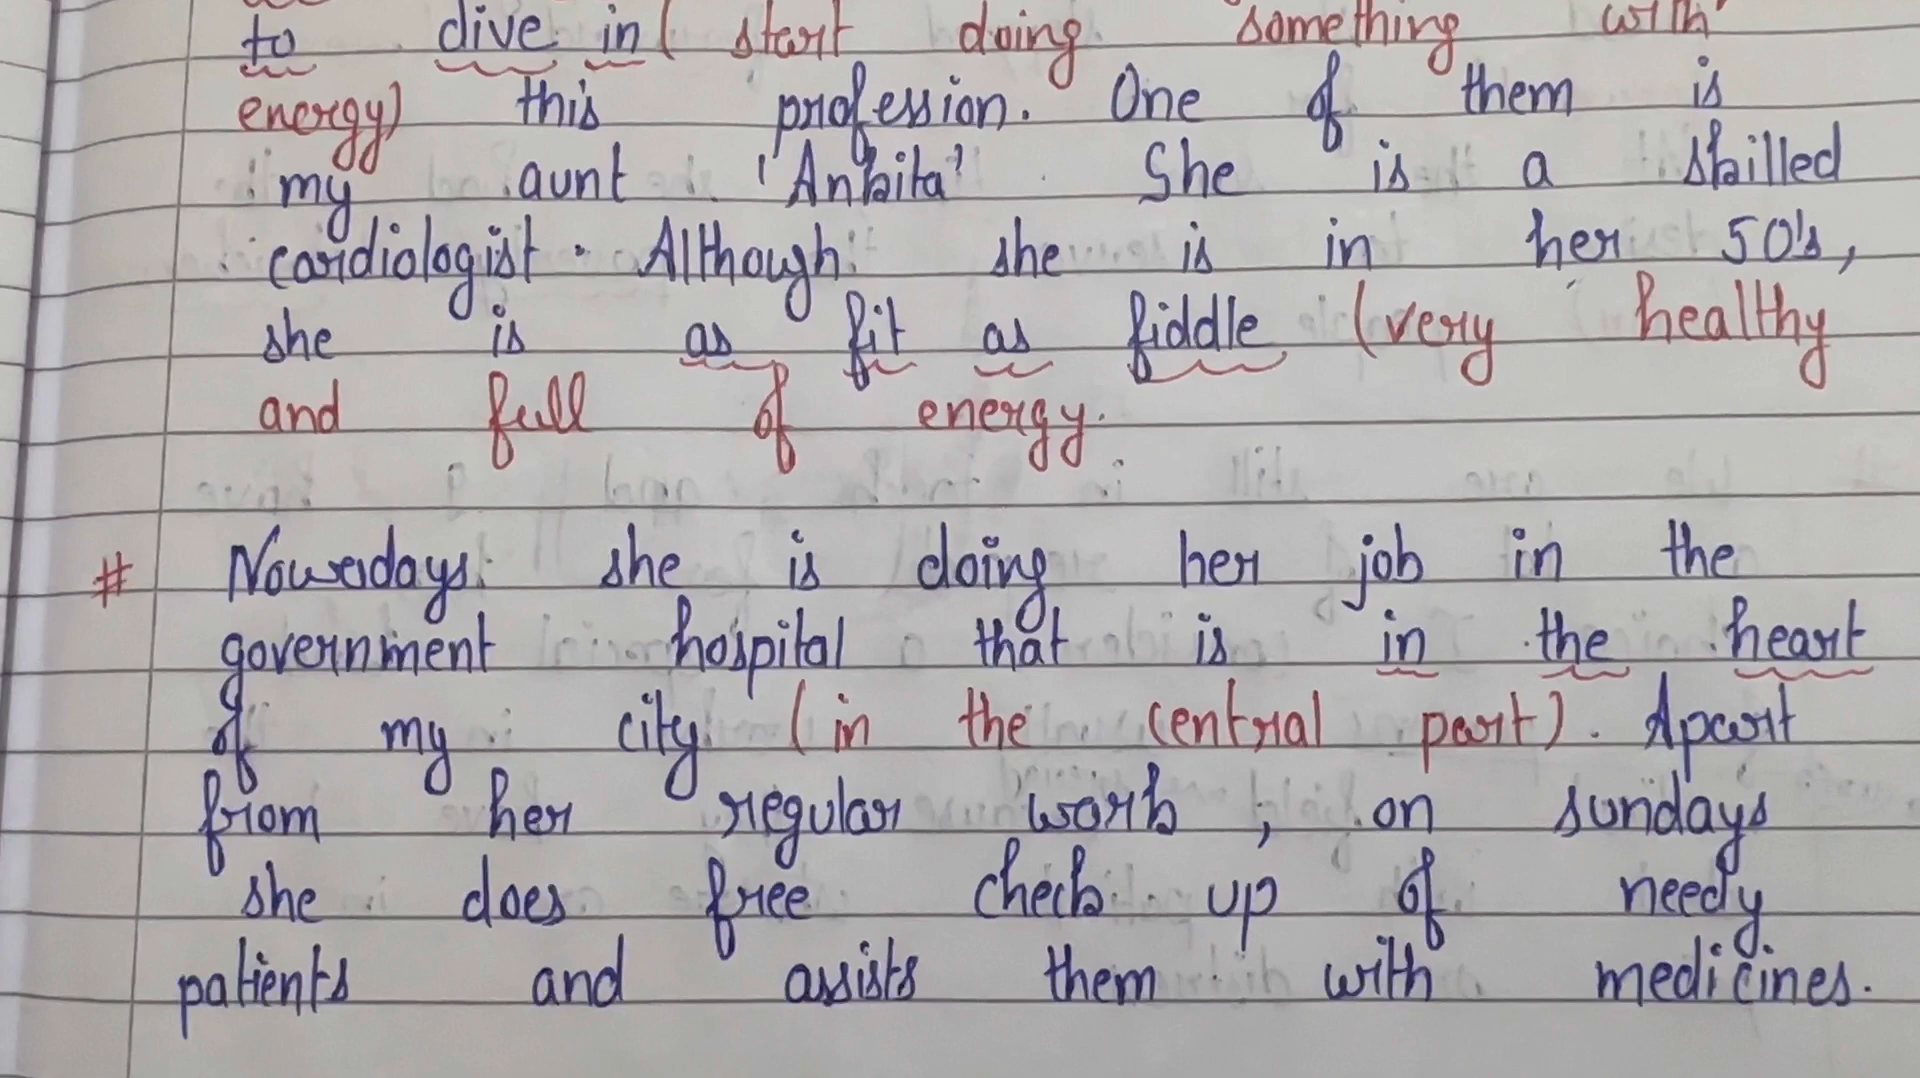 to dive in ( start doing something with
energy) this profession. One of them is
my aunt 'Ankita' She is a skilled
cardiologist. Although she is in her 50's,
she is as fit as fiddle (very healthy
and full of energy.
# Nowadays she is doing her job in the
government hospital that is in the heart
of my city (in the central part). Apart
from her regular work, on sundays
she does free check up of needy
patients and assists them with medicines.